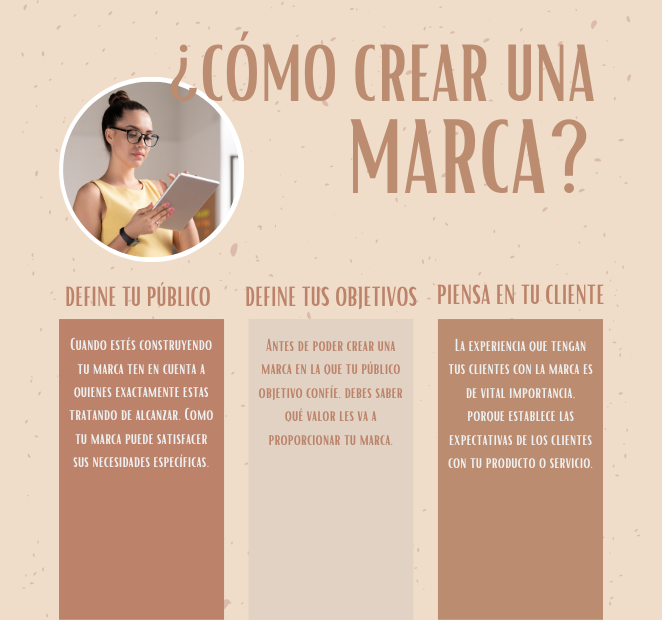 ¿CÓMO CREAR UNA
MARCA?
DEFINE TU PÚBLICO
CUANDO ESTÉS CONSTRUYENDO
TU MARCA TEN EN CUENTA A
QUIENES EXACTAMENTE ESTAS
TRATANDO DE ALCANZAR. COMO
TU MARCA PUEDE SATISFACER
SUS NECESIDADES ESPECÍFICAS.
DEFINE TUS OBJETIVOS
ANTES DE PODER CREAR UNA
MARCA EN LA QUE TU PÚBLICO
OBJETIVO CONFÍE, DEBES SABER
QUÉ VALOR LES VA A
PROPORCIONAR TU MARCA.
PIENSA EN TU CLIENTE
LA EXPERIENCIA QUE TENGAN
TUS CLIENTES CON LA MARCA ES
DE VITAL IMPORTANCIA,
PORQUE ESTABLECE LAS
EXPECTATIVAS DE LOS CLIENTES
CON TU PRODUCTO O SERVICIO.